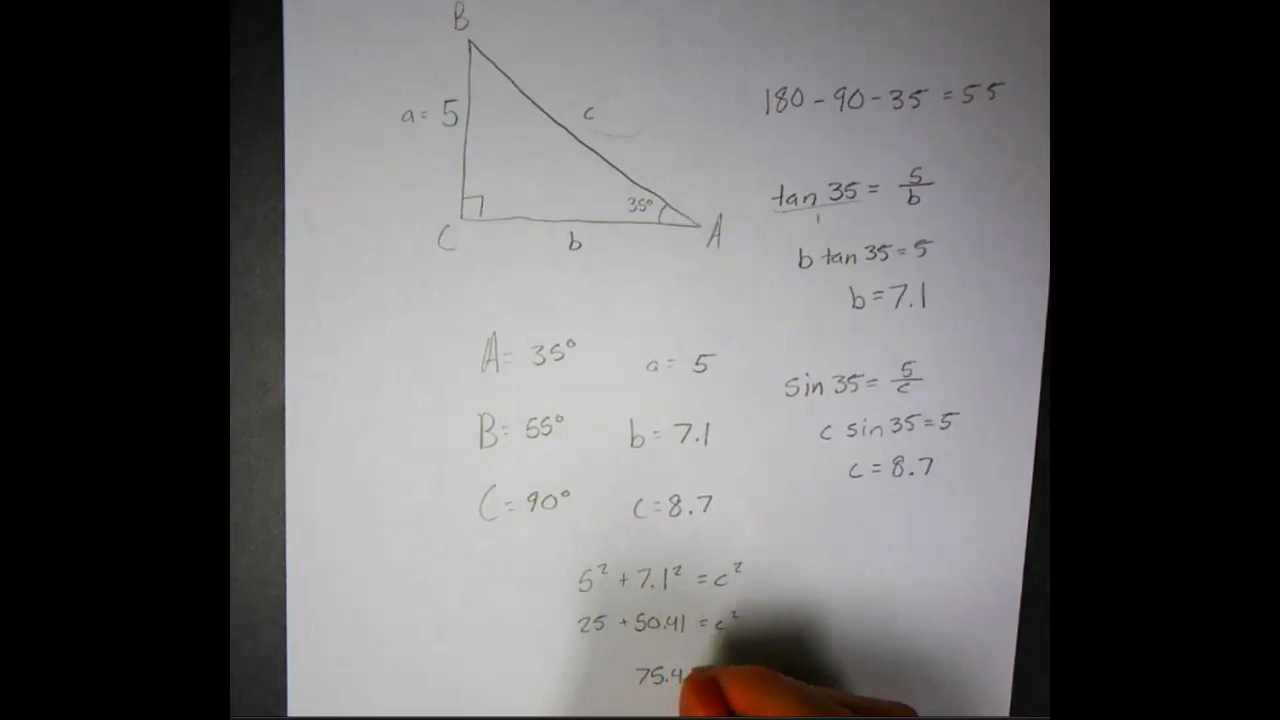 B
a = 5
c
35°
C
b
A
180 - 90 - 35 = 55
tan 35 = 5/b
b tan 35 = 5
b = 7.1
sin 35 = 5/c
c sin 35 = 5
c = 8.7
A = 35° a = 5
B = 55° b = 7.1
C = 90° c = 8.7
5² + 7.1² = c²
25 + 50.41 = c²
75.4